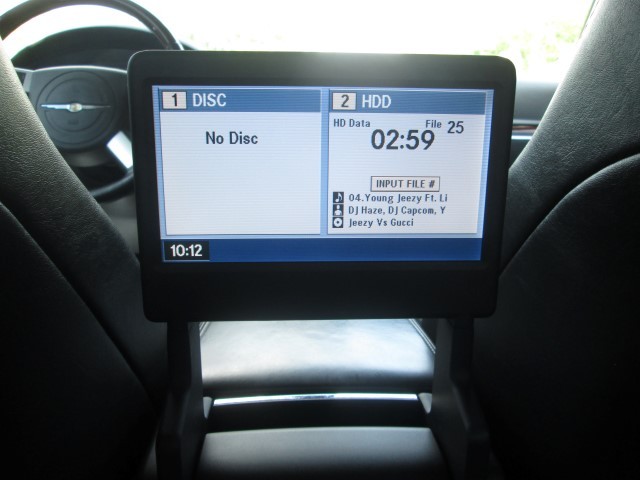 1 DISC
No Disc
2 HDD
HD Data File 25
02:59
INPUT FILE #
04.Young Jeezy Ft. Li
DJ Haze, DJ Capcom, Y
Jeezy Vs Gucci
10:12